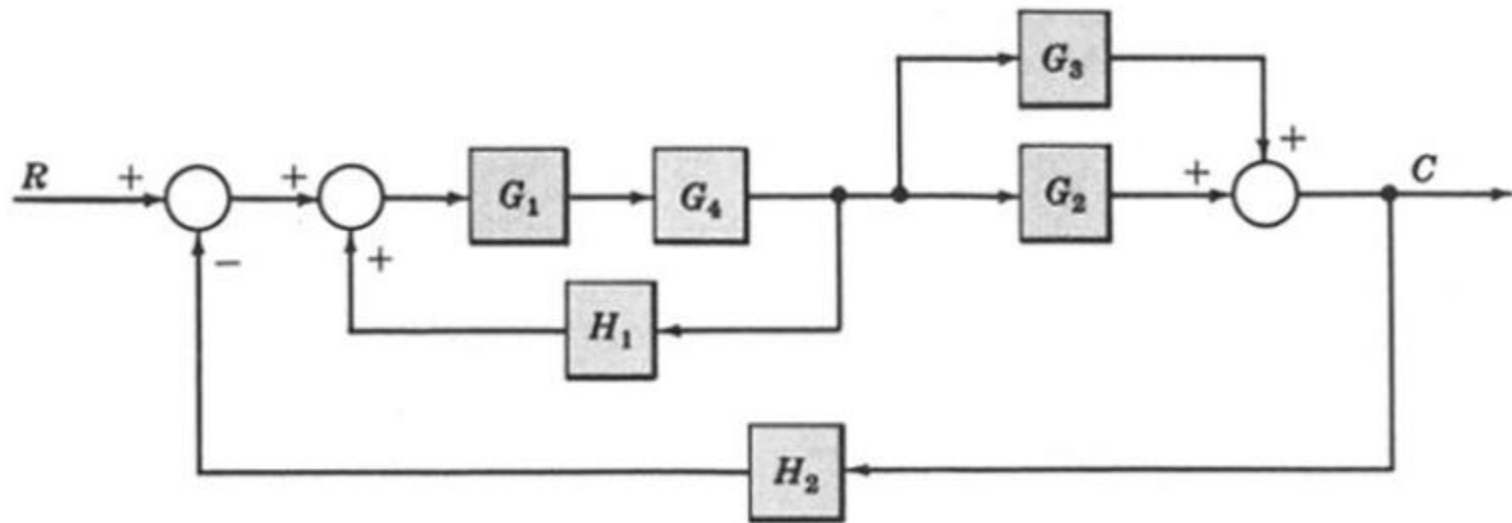 G₃
+
R
+
+
G₁
G₄
G₂
+
C
−
+
H₁
H₂